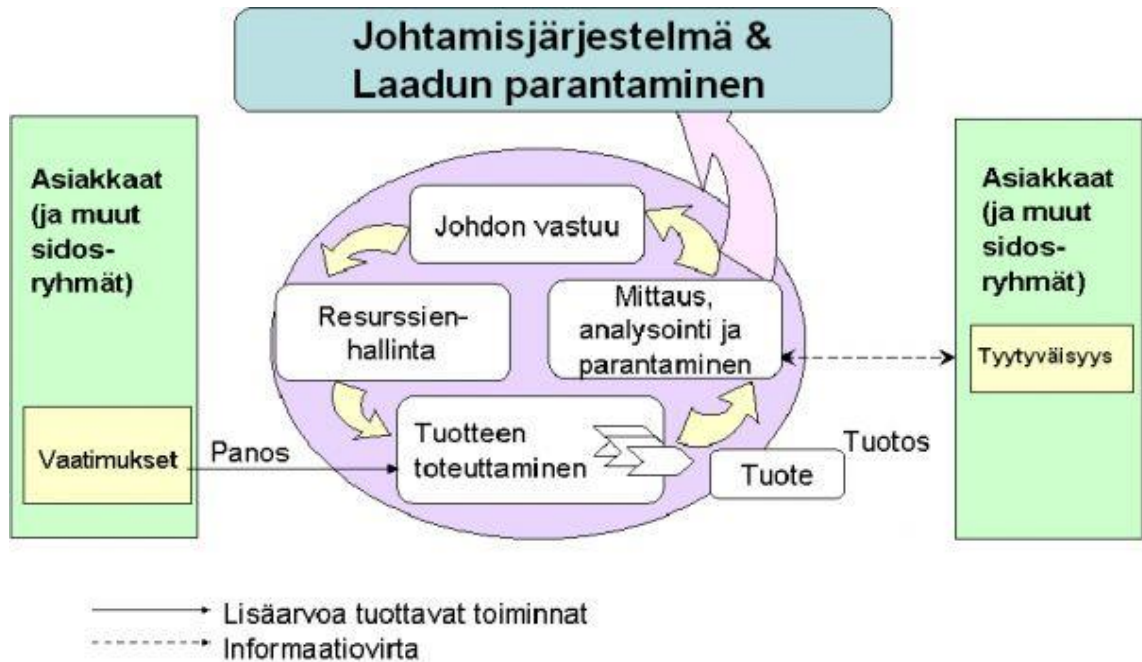 Johtamisjärjestelmä &
Laadun parantaminen
Asiakkaat
(ja muut
sidos-
ryhmät)
Vaatimukset
Panos
Johdon vastuu
Resurssien-
hallinta
Mittaus,
analysointi ja
parantaminen
Tuotteen
toteuttaminen
Tuote
Tuotos
Asiakkaat
(ja muut
sidos-
ryhmät)
Tyytyväisyys
Lisäarvoa tuottavat toiminnat
Informaatiovirta